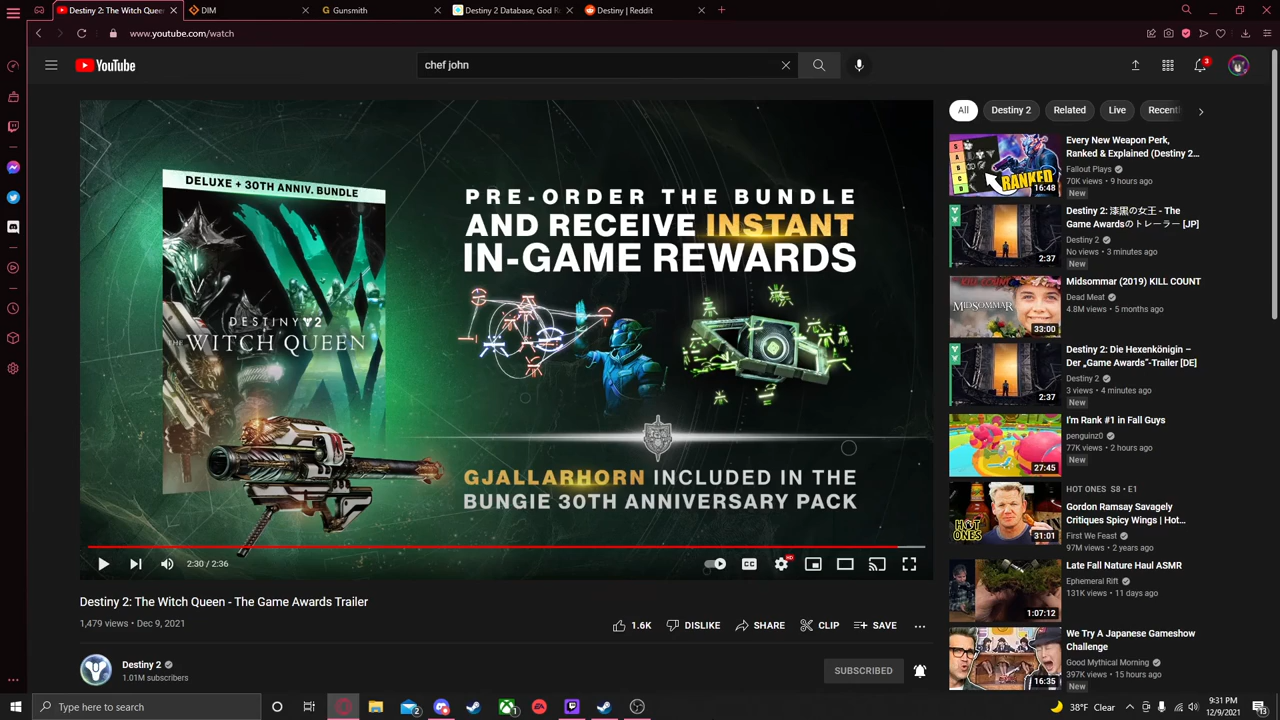 Destiny 2: The Witch Queen
DIM
Gunsmith
Destiny 2 Database, God Ro
Destiny | Reddit
www.youtube.com/watch
YouTube
chef john
3
DELUXE + 30TH ANNIV. BUNDLE
DESTINY 2
THE WITCH QUEEN
PRE-ORDER THE BUNDLE
AND RECEIVE INSTANT
IN-GAME REWARDS
GJALLARHORN INCLUDED IN THE
BUNGIE 30TH ANNIVERSARY PACK
2:30 / 2:36
CC
HD
Destiny 2: The Witch Queen - The Game Awards Trailer
1,479 views • Dec 9, 2021
1.6K
DISLIKE
SHARE
CLIP
SAVE
Destiny 2
1.01M subscribers
SUBSCRIBED
All
Destiny 2
Related
Live
Recentl
S
A
B
C
D
RANKED
16:48
Every New Weapon Perk,
Ranked & Explained (Destiny 2...
Fallout Plays
70K views • 9 hours ago
New
2:37
Destiny 2: 漆黒の女王 - The
Game Awardsのトレーラー [JP]
Destiny 2
No views • 3 minutes ago
New
KILL COUNT
MIDSOMMAR
33:00
Midsommar (2019) KILL COUNT
Dead Meat
4.8M views • 5 months ago
2:37
Destiny 2: Die Hexenkönigin –
Der „Game Awards"-Trailer [DE]
Destiny 2
3 views • 4 minutes ago
New
27:45
I'm Rank #1 in Fall Guys
penguinz0
77K views • 2 hours ago
New
HOT ONES
31:01
HOT ONES S8 • E1
Gordon Ramsay Savagely
Critiques Spicy Wings | Hot...
First We Feast
97M views • 2 years ago
1:07:12
Late Fall Nature Haul ASMR
Ephemeral Rift
131K views • 11 days ago
16:35
We Try A Japanese Gameshow
Challenge
Good Mythical Morning
397K views • 15 hours ago
New
Type here to search
2
1
38°F Clear
9:31 PM
12/9/2021
13